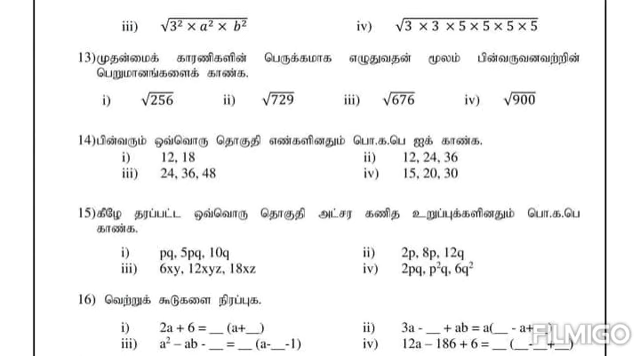 iii) √3² × a² × b² iv) √3 × 3 × 5 × 5 × 5 × 5
13)முதன்மைக் காரணிகளின் பெருக்கமாக எழுதுவதன் மூலம் பின்வருவனவற்றின்
பெறுமானங்களைக் காண்க.
i) √256 ii) √729 iii) √676 iv) √900
14)பின்வரும் ஒவ்வொரு தொகுதி எண்களினதும் பொ.க.பெ ஐக் காண்க.
i) 12, 18 ii) 12, 24, 36
iii) 24, 36, 48 iv) 15, 20, 30
15)கீழே தரப்பட்ட ஒவ்வொரு தொகுதி அட்சர கணித உறுப்புக்களினதும் பொ.க.பெ
காண்க.
i) pq, 5pq, 10q ii) 2p, 8p, 12q
iii) 6xy, 12xyz, 18xz iv) 2pq, p²q, 6q²
16) வெற்றுக் கூடுகளை நிரப்புக.
i) 2a + 6 = __ (a+__) ii) 3a - __ + ab = a(__ - a+__)
iii) a² – ab - __ = __ (a-__-1) iv) 12a – 186 + 6 = __ (__-__+__)
FILMIGO